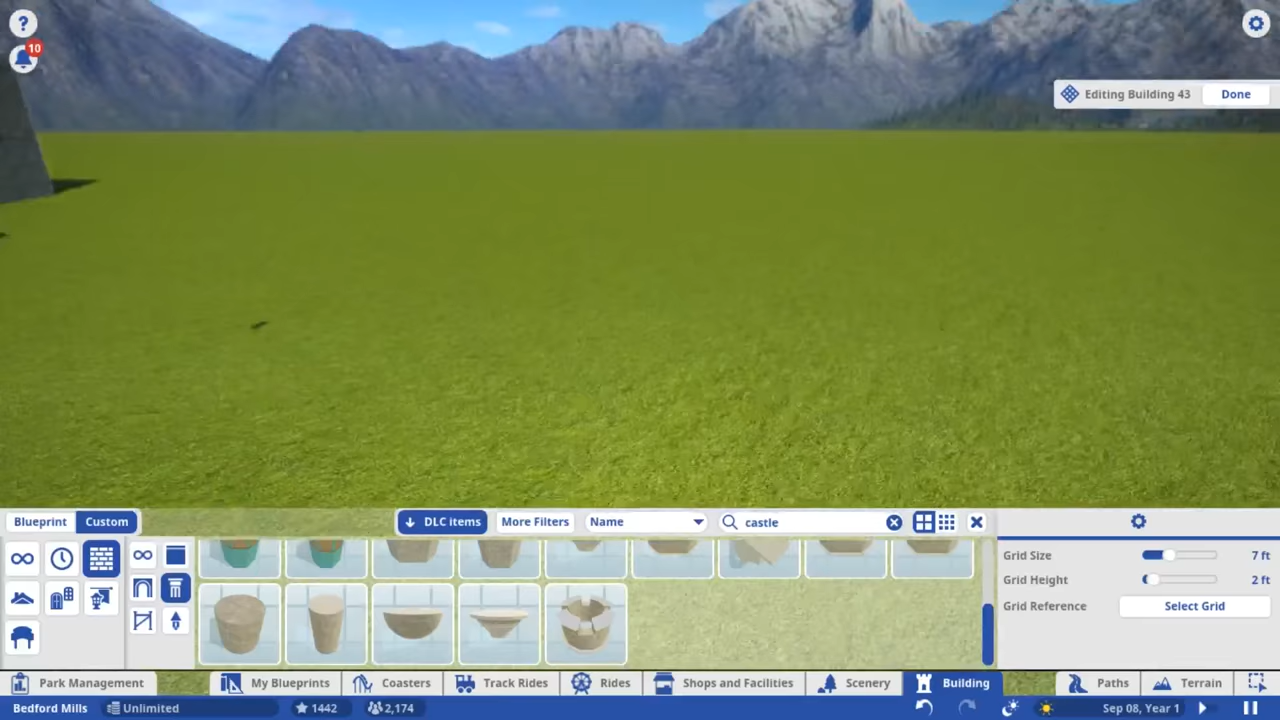 ?
10
Editing Building 43 Done
Blueprint Custom DLC items More Filters Name castle
Grid Size 7 ft
Grid Height 2 ft
Grid Reference Select Grid
Park Management My Blueprints Coasters Track Rides Rides Shops and Facilities Scenery Building Paths Terrain
Bedford Mills Unlimited 1442 2,174 Sep 08, Year 1